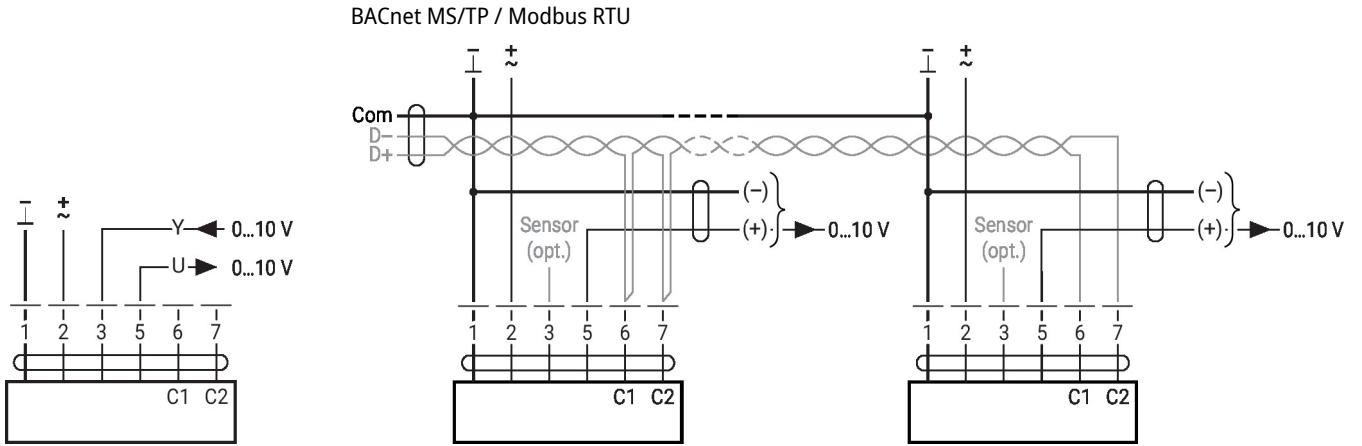 BACnet MS/TP / Modbus RTU
− + ~
− + ~
Com
D−
D+
(−)
(−)
− + ~
Y 0...10 V
Sensor (opt.)
(+) 0...10 V
Sensor (opt.)
(+) 0...10 V
U 0...10 V
1 2 3 5 6 7
1 2 3 5 6 7
1 2 3 5 6 7
C1 C2
C1 C2
C1 C2